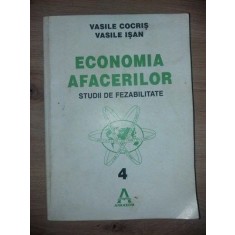 VASILE COCRIȘ
VASILE IȘAN
ECONOMIA
AFACERILOR
STUDII DE FEZABILITATE
4